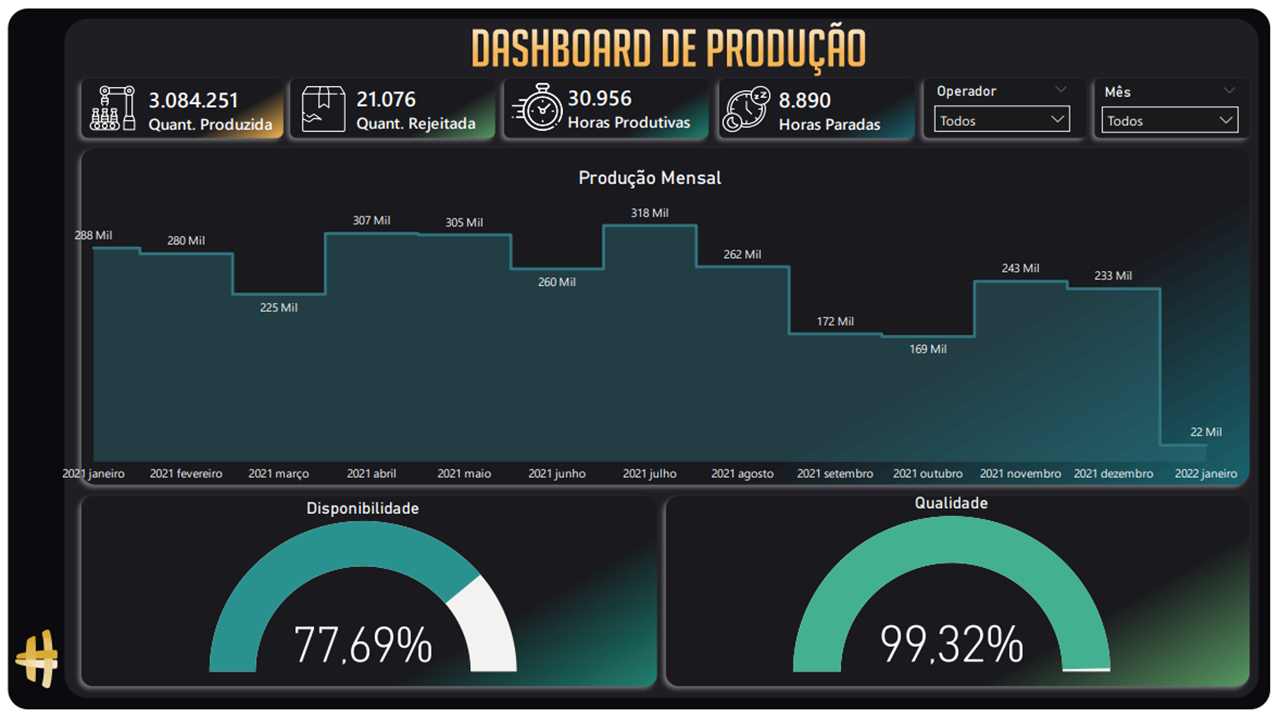 DASHBOARD DE PRODUÇÃO
3.084.251
Quant. Produzida
21.076
Quant. Rejeitada
30.956
Horas Produtivas
8.890
Horas Paradas
Operador
Todos
Mês
Todos
Produção Mensal
288 Mil
280 Mil
225 Mil
307 Mil
305 Mil
260 Mil
318 Mil
262 Mil
172 Mil
169 Mil
243 Mil
233 Mil
22 Mil
2021 janeiro 2021 fevereiro 2021 março 2021 abril 2021 maio 2021 junho 2021 julho 2021 agosto 2021 setembro 2021 outubro 2021 novembro 2021 dezembro 2022 janeiro
Disponibilidade
77,69%
Qualidade
99,32%